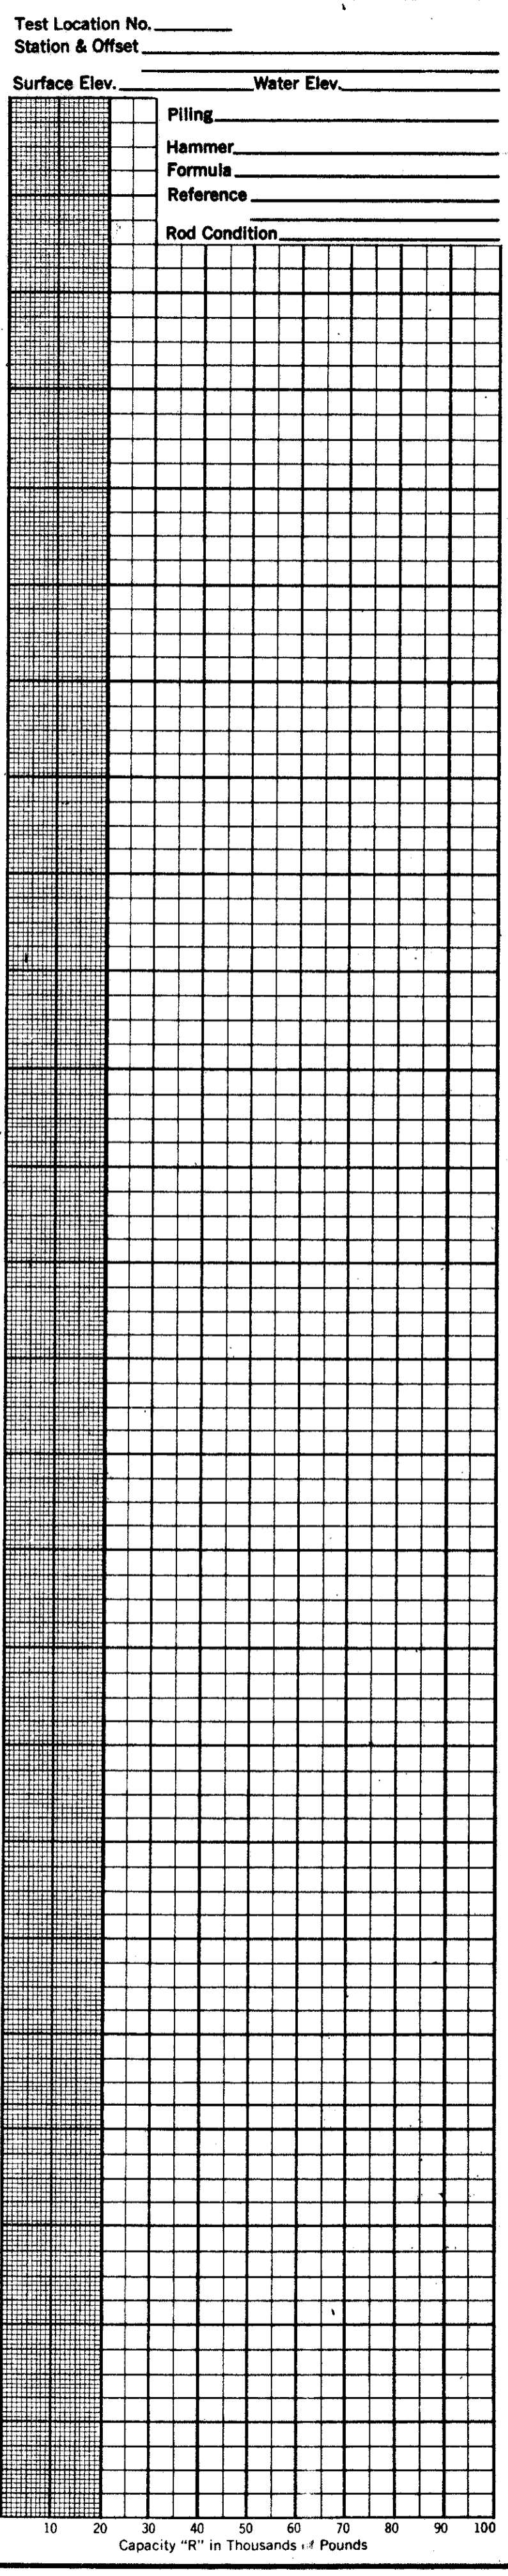 Test Location No.
Station & Offset
Surface Elev. Water Elev.
Piling
Hammer
Formula
Reference
Rod Condition
10 20 30 40 50 60 70 80 90 100
Capacity "R" in Thousands of Pounds